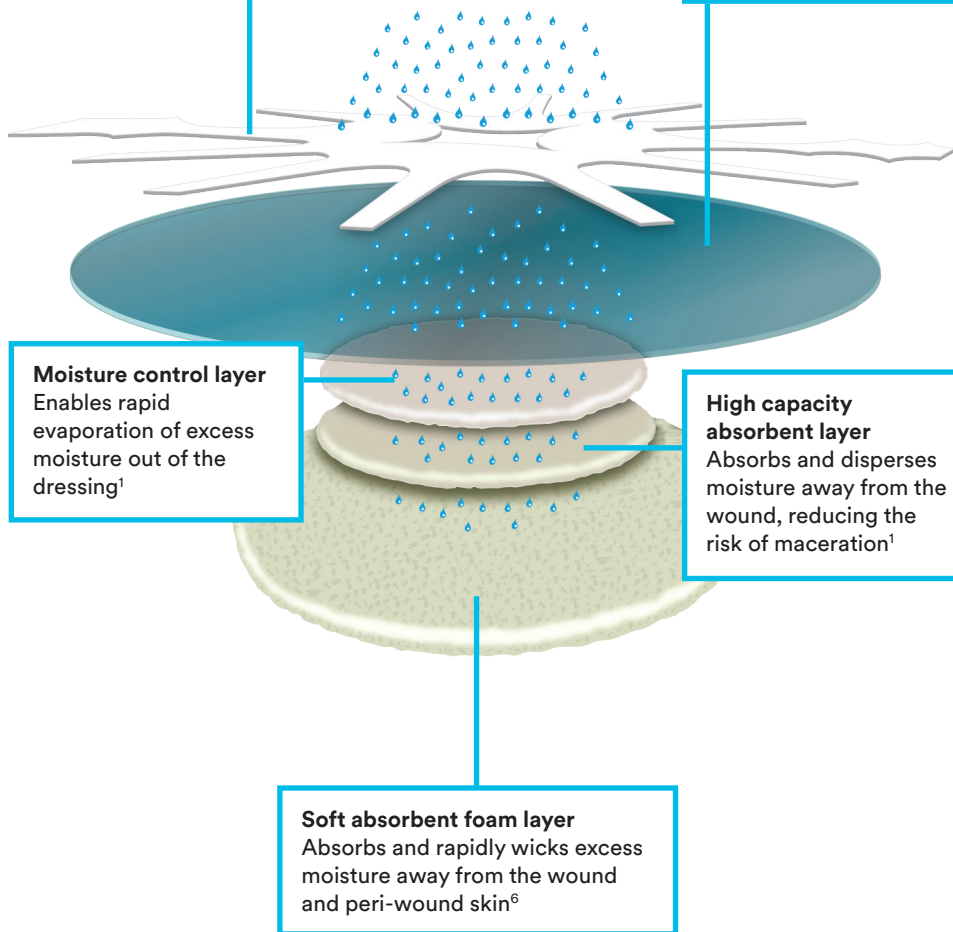 Moisture control layer
Enables rapid
evaporation of excess
moisture out of the
dressing¹
High capacity
absorbent layer
Absorbs and disperses
moisture away from the
wound, reducing the
risk of maceration¹
Soft absorbent foam layer
Absorbs and rapidly wicks excess
moisture away from the wound
and peri-wound skin⁶